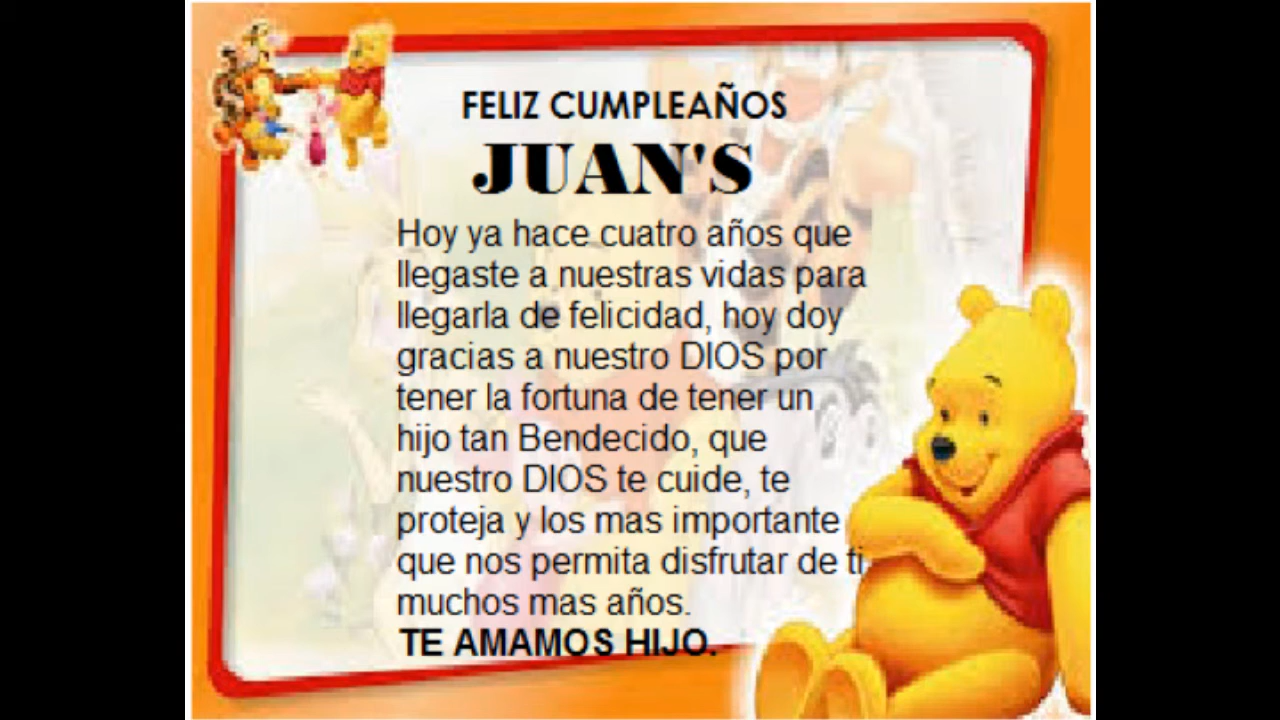 FELIZ CUMPLEAÑOS
JUAN'S
Hoy ya hace cuatro años que
llegaste a nuestras vidas para
llegarla de felicidad, hoy doy
gracias a nuestro DIOS por
tener la fortuna de tener un
hijo tan Bendecido, que
nuestro DIOS te cuide, te
proteja y los mas importante
que nos permita disfrutar de ti
muchos mas años.
TE AMAMOS HIJO.